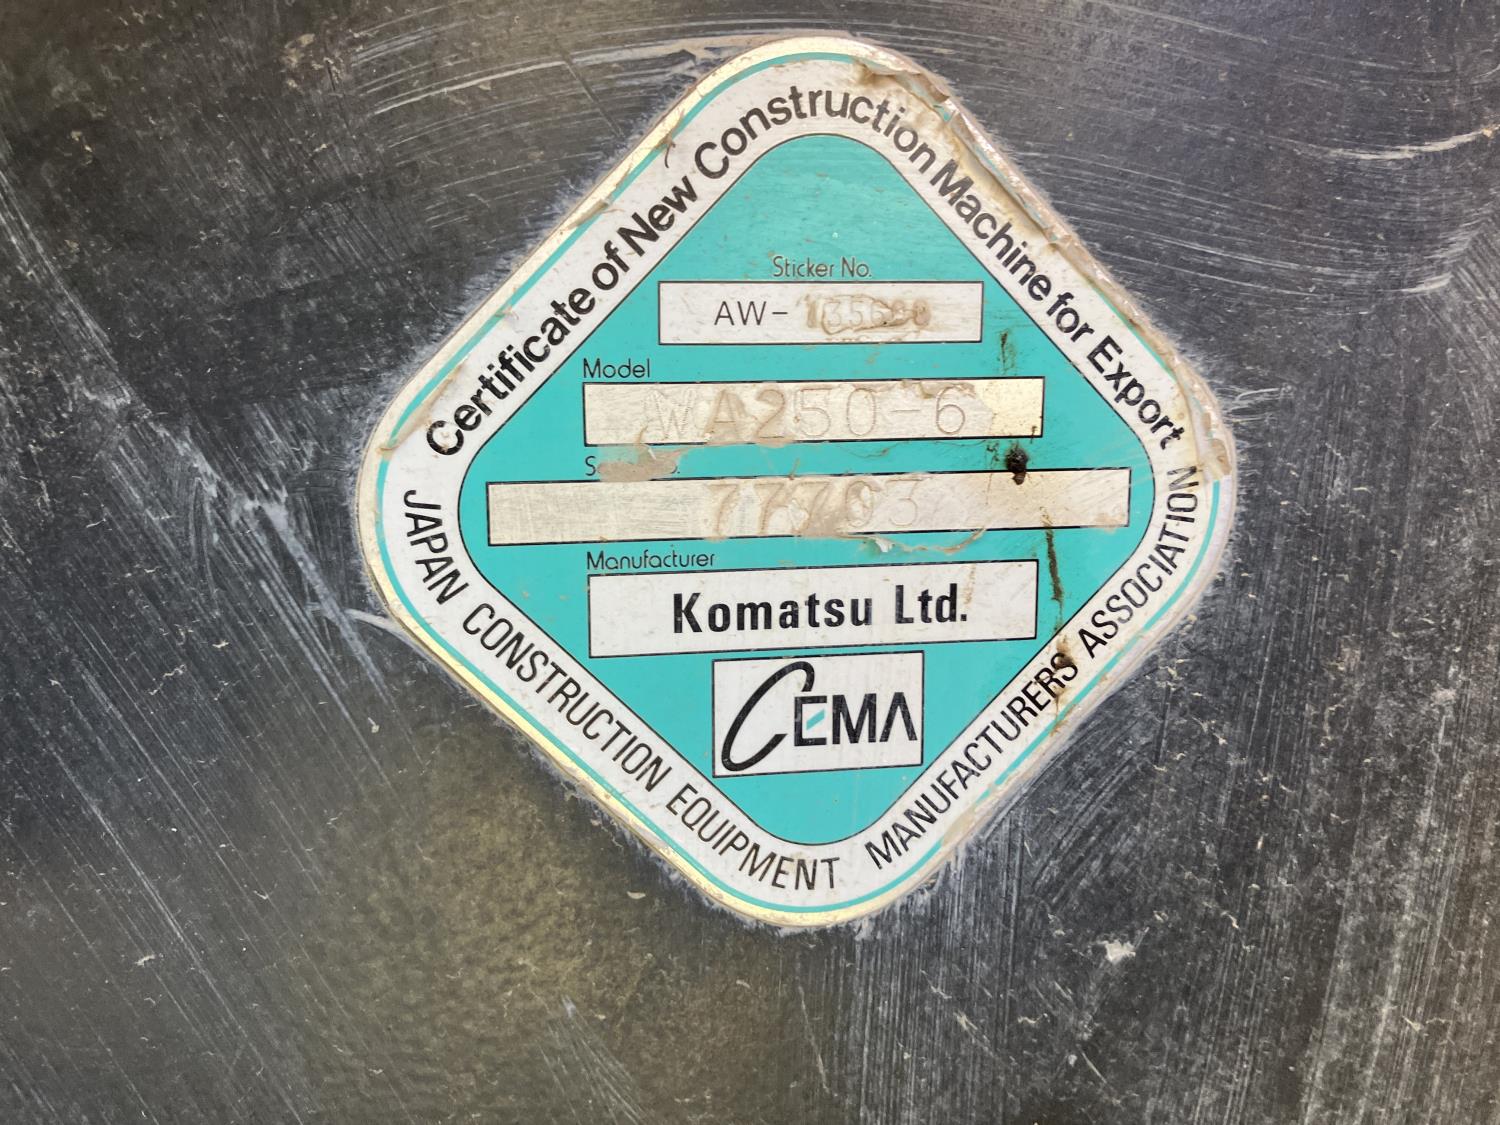 Certificate of New Construction Machine for Export
Sticker No.
AW-
Model
WA250-6
Manufacturer
Komatsu Ltd.
CEMA
JAPAN CONSTRUCTION EQUIPMENT MANUFACTURERS ASSOCIATION